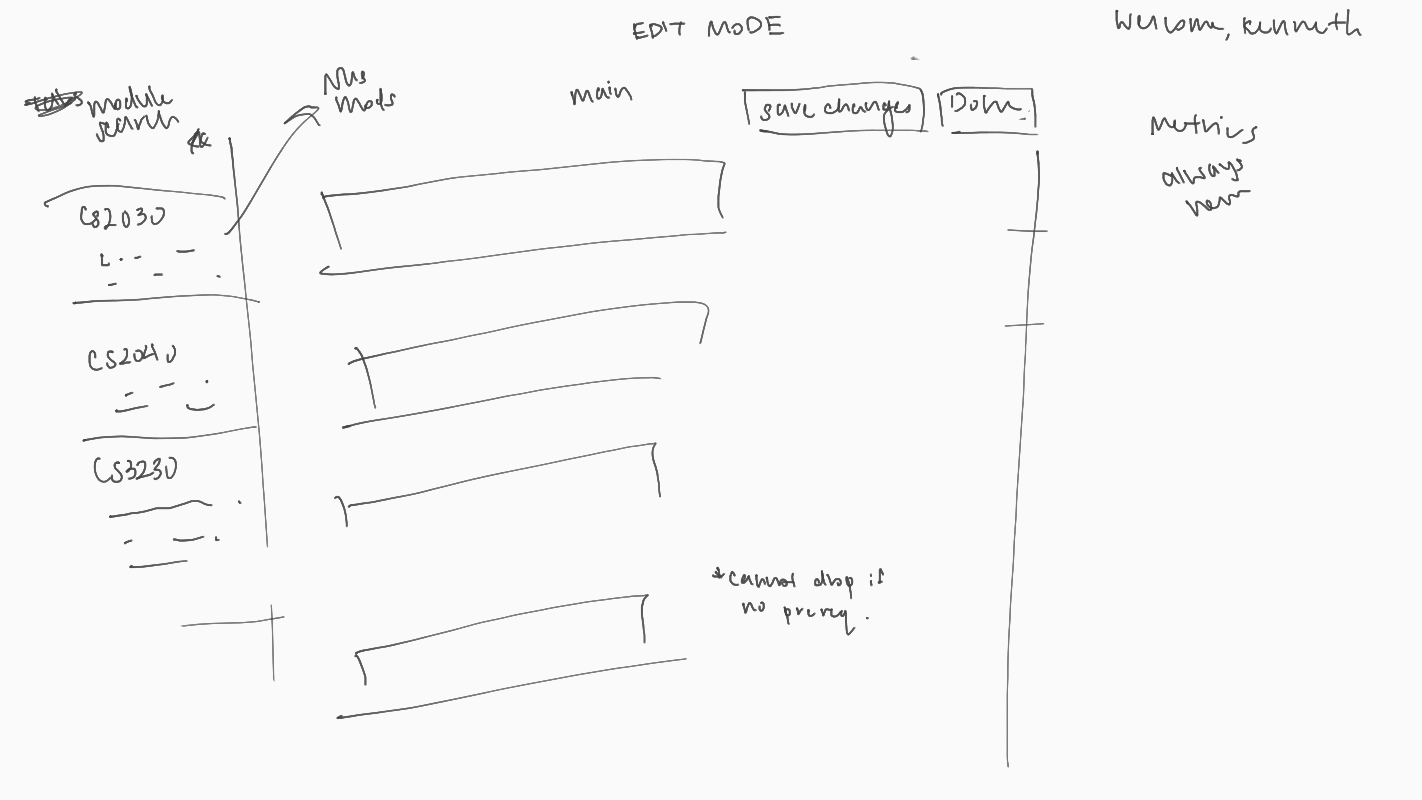 EDIT MODE
Welcome, Kenneth
module
search
NUS
mods
main
save changes
Done
Metrics
always
here
CS2030
CS2040
CS3230
*cannot drop if
no prereq.